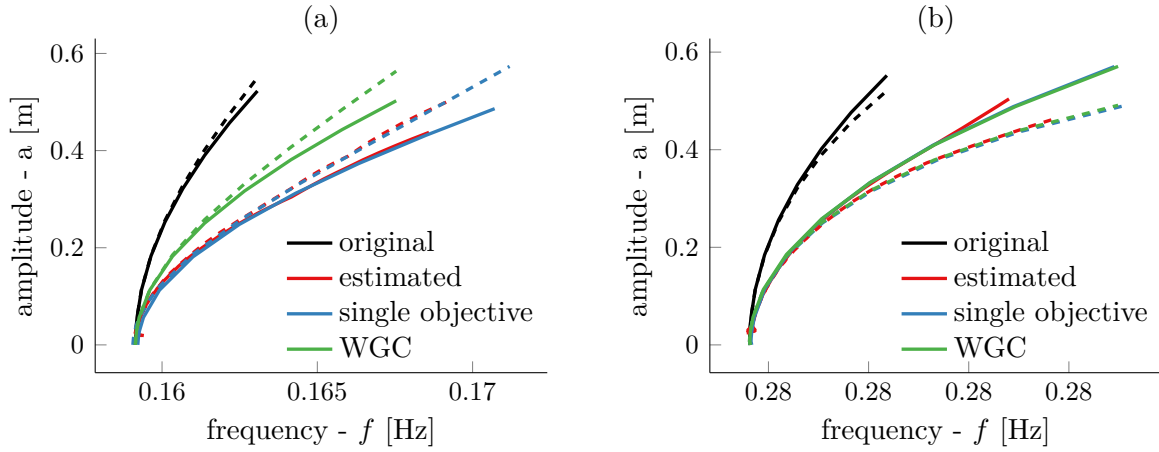 (a)
amplitude - a [m]
0.6
0.4
0.2
0
original
estimated
single objective
WGC
0.16
0.165
0.17
frequency - f [Hz]
(b)
amplitude - a [m]
0.6
0.4
0.2
0
original
estimated
single objective
WGC
0.28
0.28
0.28
0.28
frequency - f [Hz]